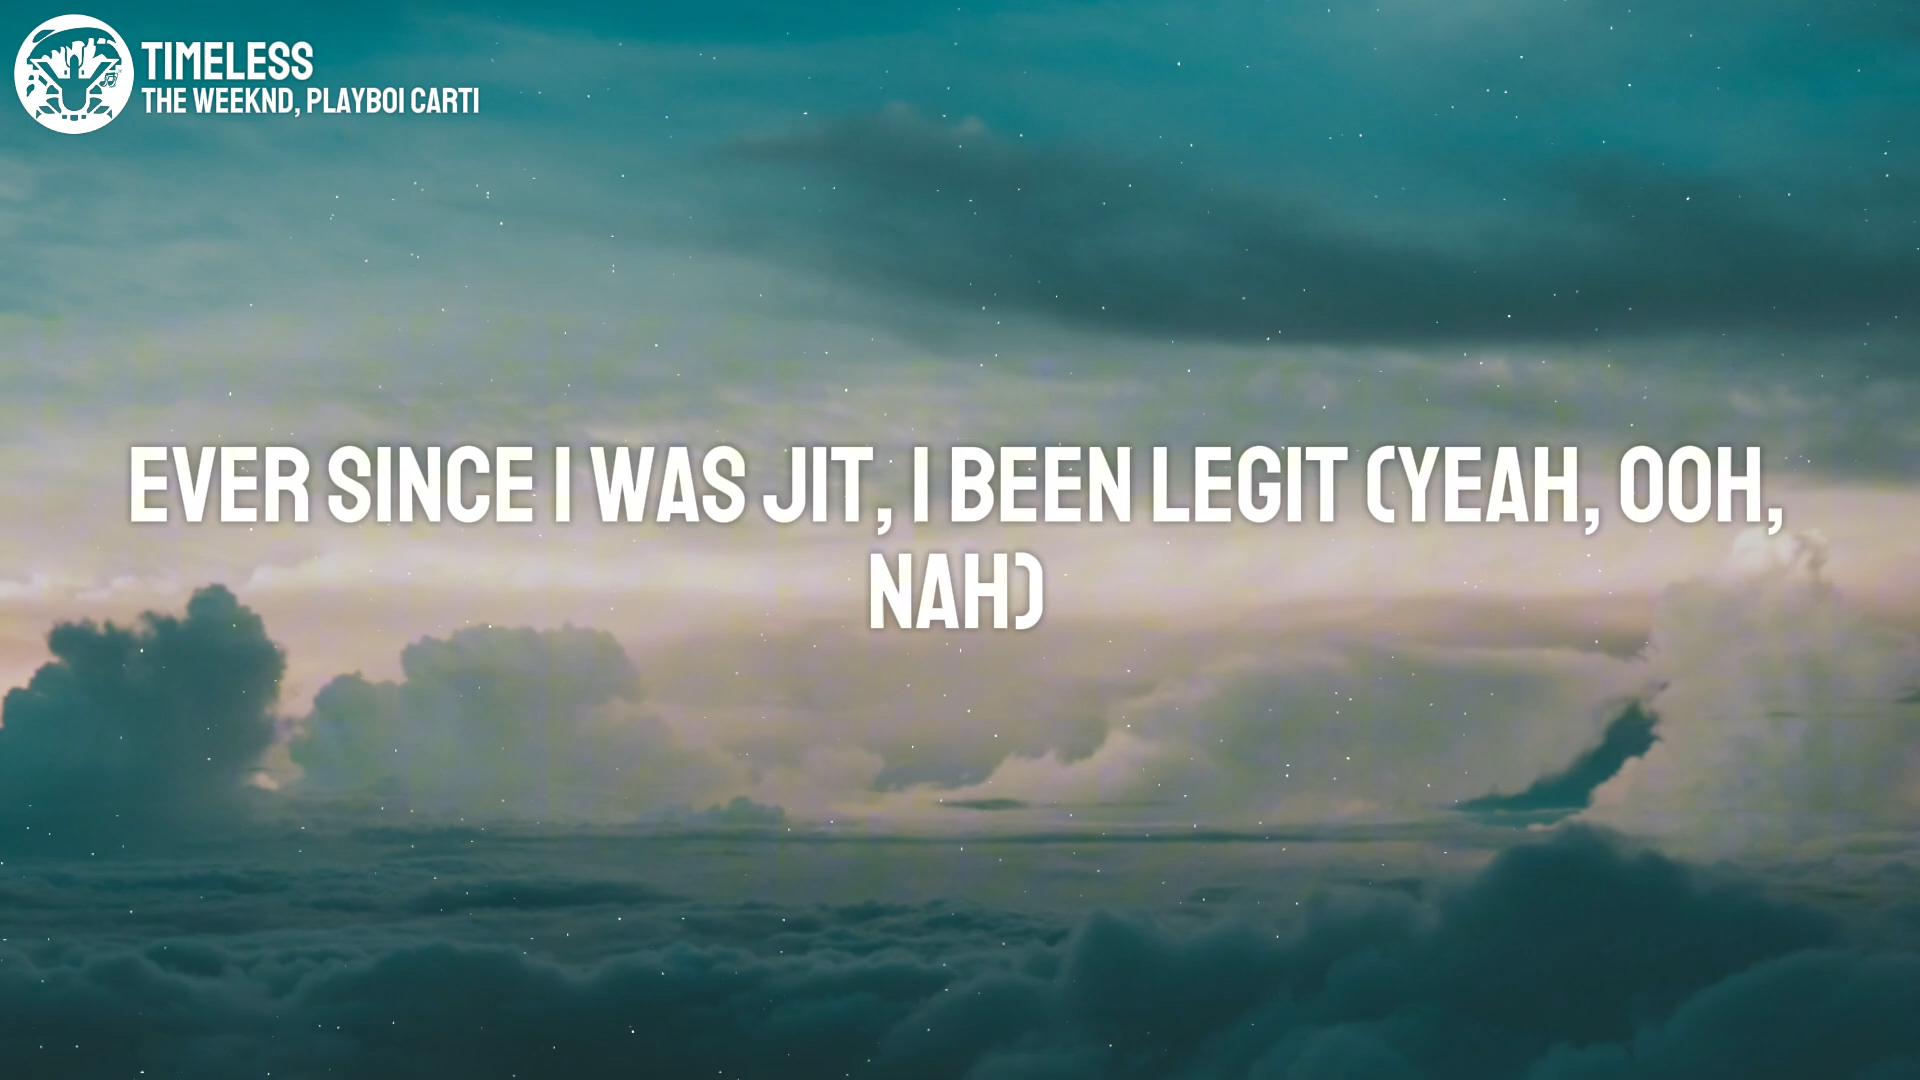 TIMELESS
THE WEEKND, PLAYBOI CARTI
EVER SINCE I WAS JIT, I BEEN LEGIT (YEAH, OOH,
NAH)